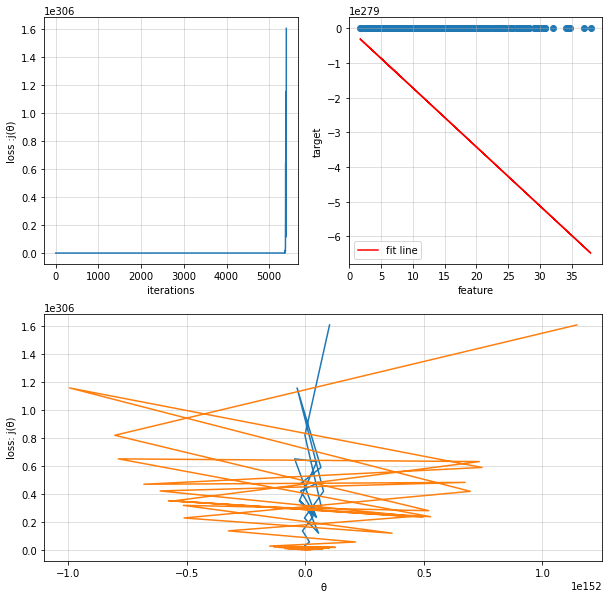 1e306
1.6
1.4
1.2
1.0
0.8
0.6
0.4
0.2
0.0
loss :j(θ)
0 1000 2000 3000 4000 5000
iterations
1e279
0
−1
−2
−3
−4
−5
−6
target
fit line
0 5 10 15 20 25 30 35
feature
1e306
1.6
1.4
1.2
1.0
0.8
0.6
0.4
0.2
0.0
loss: j(θ)
−1.0 −0.5 0.0 0.5 1.0
1e152
θ